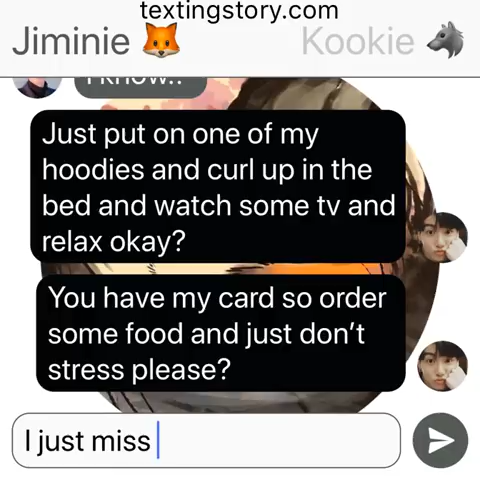 textingstory.com
Jiminie 🦊 Kookie 🐺
I know..
Just put on one of my
hoodies and curl up in the
bed and watch some tv and
relax okay?
You have my card so order
some food and just don't
stress please?
I just miss